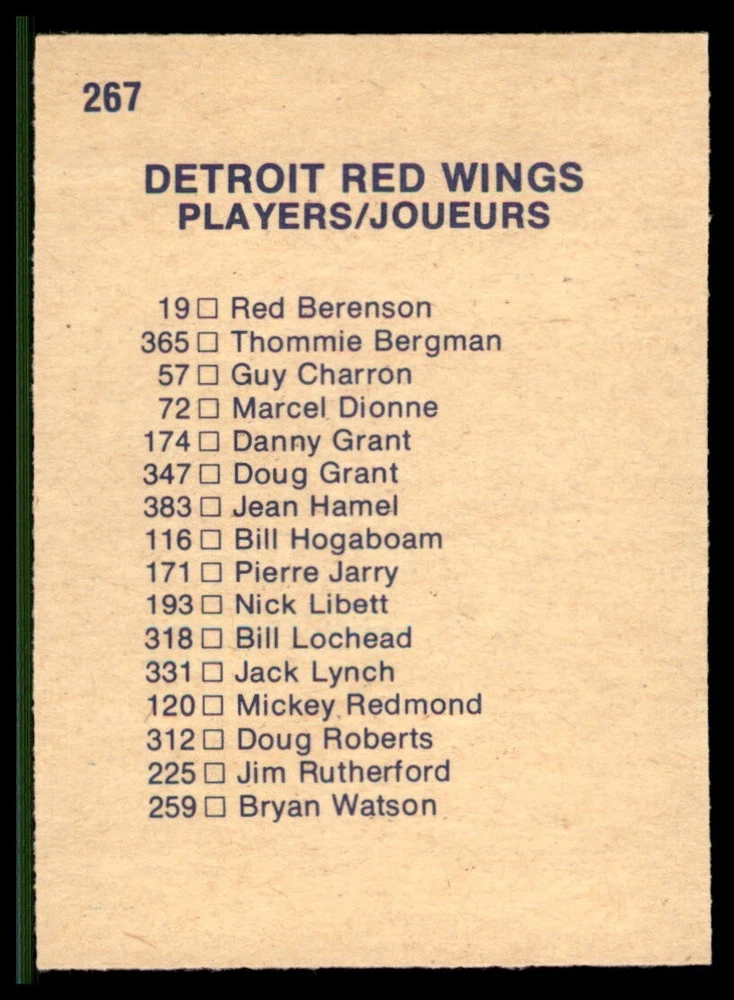 267
DETROIT RED WINGS
PLAYERS/JOUEURS
19 □ Red Berenson
365 □ Thommie Bergman
57 □ Guy Charron
72 □ Marcel Dionne
174 □ Danny Grant
347 □ Doug Grant
383 □ Jean Hamel
116 □ Bill Hogaboam
171 □ Pierre Jarry
193 □ Nick Libett
318 □ Bill Lochead
331 □ Jack Lynch
120 □ Mickey Redmond
312 □ Doug Roberts
225 □ Jim Rutherford
259 □ Bryan Watson